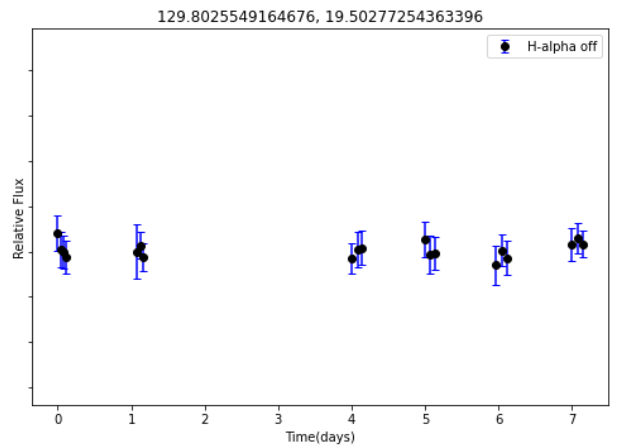 129.8025549164676, 19.50277254363396
H-alpha off
Relative Flux
0 1 2 3 4 5 6 7
Time(days)